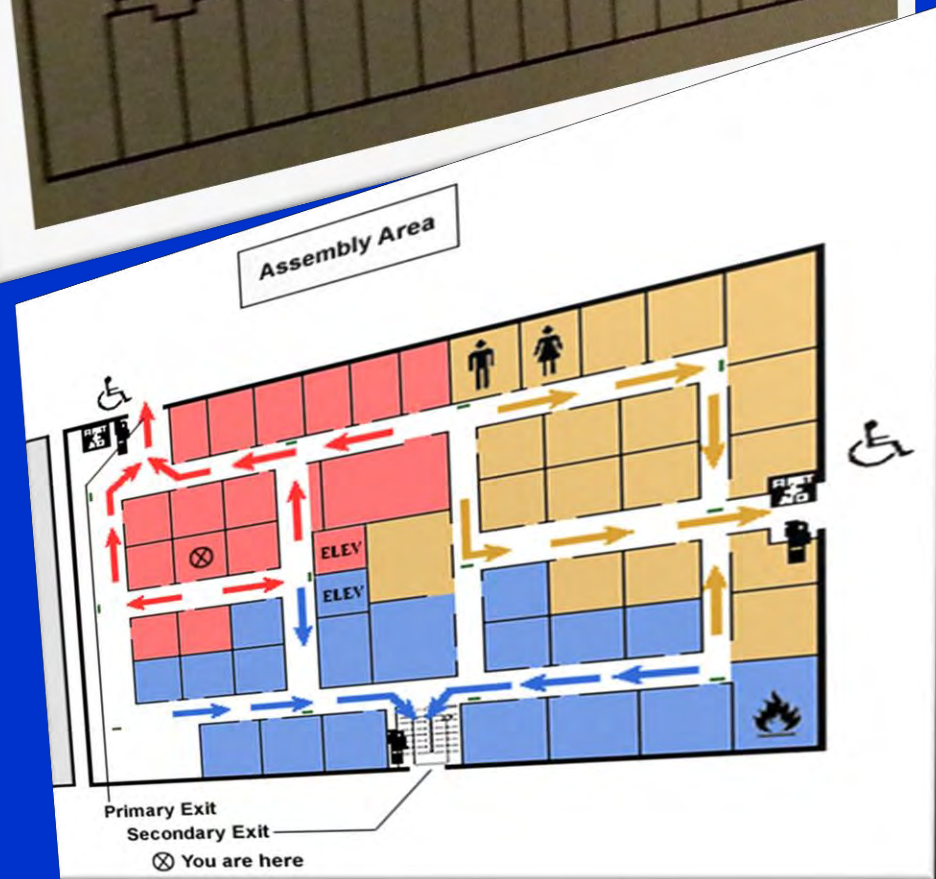 Assembly Area
ELEV
ELEV
Primary Exit
Secondary Exit
You are here